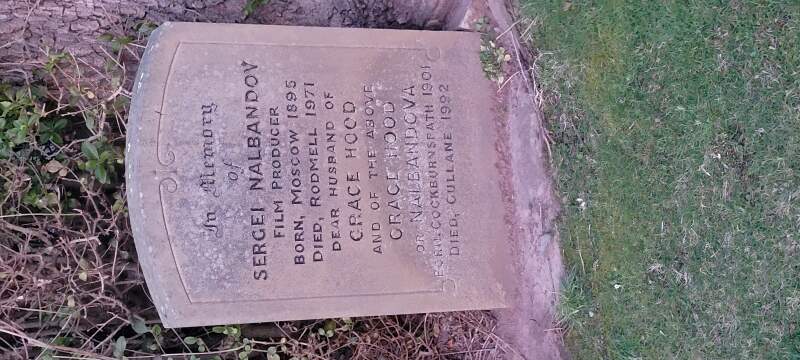 In Memory
of
SERGEI NALBANDOV
FILM PRODUCER
BORN, MOSCOW 1895
DIED, RODMELL 1971
DEAR HUSBAND OF
GRACE HOOD
AND OF THE ABOVE
GRACE HOOD
OR NALBANDOVA
BORN, COCKBURNSPATH 1901
DIED, GULLANE 1992